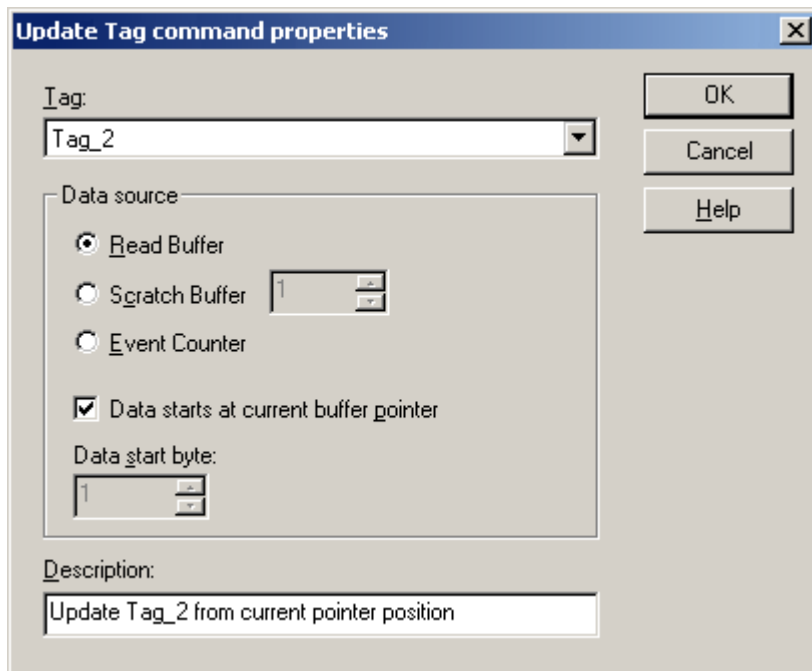 Update Tag command properties
Tag:
Tag_2
OK
Cancel
Help
Data source
Read Buffer
Scratch Buffer 1
Event Counter
Data starts at current buffer pointer
Data start byte:
1
Description:
Update Tag_2 from current pointer position